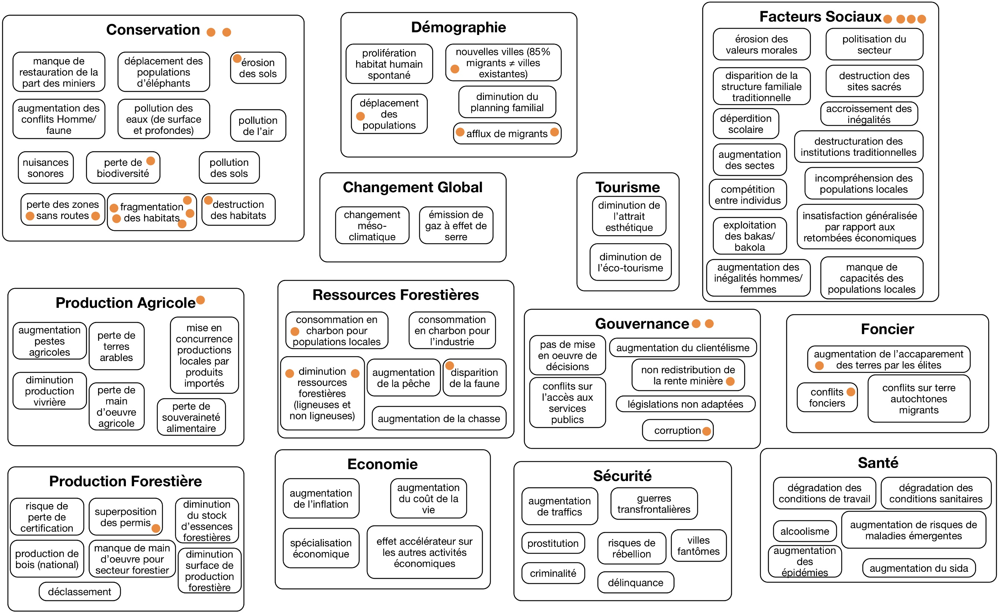 Conservation
manque de
restauration de la
part des miniers
déplacement des
populations
d’éléphants
érosion
des sols
augmentation des
conflits Homme/
faune
pollution des
eaux (de surface
et profondes)
pollution
de l’air
nuisances
sonores
perte de
biodiversité
pollution
des sols
perte des zones
sans routes
fragmentation
des habitats
destruction
des habitats
Démographie
prolifération
habitat humain
spontané
nouvelles villes (85%
migrants ≠ villes
existantes)
déplacement
des
populations
diminution du
planning familial
afflux de migrants
Facteurs Sociaux
érosion des
valeurs morales
politisation du
secteur
disparition de la
structure familiale
traditionnelle
destruction des
sites sacrés
déperdition
scolaire
accroissement des
inégalités
augmentation
des sectes
destructuration des
institutions traditionnelles
compétition
entre individus
incompréhension des
populations locales
exploitation
des bakas/
bakola
insatisfaction généralisée
par rapport aux
retombées économiques
augmentation des
inégalités hommes/
femmes
manque de
capacités des
populations locales
Changement Global
changement
méso-
climatique
émission de
gaz à effet de
serre
Tourisme
diminution de
l’attrait
esthétique
diminution de
l’éco-tourisme
Production Agricole
augmentation
pestes
agricoles
perte de
terres
arables
mise en
concurrence
productions
locales par
produits
importés
diminution
production
vivrière
perte de
main
d’oeuvre
agricole
perte de
souveraineté
alimentaire
Ressources Forestières
consommation en
charbon pour
populations locales
consommation
en charbon pour
l’industrie
diminution
ressources
forestières
(ligneuses et
non ligneuses)
augmentation
de la pêche
disparition
de la faune
augmentation de la chasse
Gouvernance
pas de mise
en oeuvre de
décisions
augmentation du clientélisme
non redistribution de
la rente minière
conflits sur
l’accès aux
services
publics
législations non adaptées
corruption
Foncier
augmentation de l’accaparement
des terres par les élites
conflits
fonciers
conflits sur terre
autochtones
migrants
Production Forestière
risque de
perte de
certification
superposition
des permis
diminution
du stock
d’essences
forestières
production de
bois (national)
manque de main
d’oeuvre pour
secteur forestier
diminution
surface de
production
forestière
déclassement
Economie
augmentation
de l’inflation
augmentation
du coût de la
vie
spécialisation
économique
effet accélérateur sur
les autres activités
économiques
Sécurité
augmentation
de traffics
guerres
transfrontalières
prostitution
risques de
rébellion
villes
fantômes
criminalité
délinquance
Santé
dégradation des
conditions de travail
dégradation des
conditions sanitaires
alcoolisme
augmentation de risques de
maladies émergentes
augmentation
des
épidémies
augmentation du sida